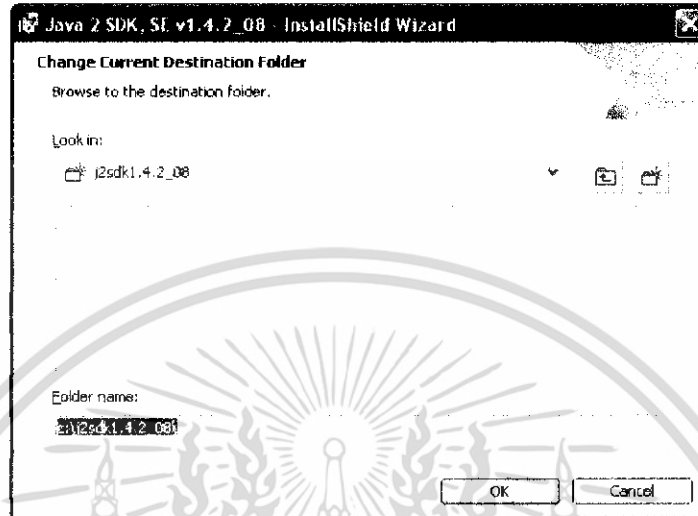 Java 2 SDK, SE v1.4.2_08 - InstallShield Wizard
Change Current Destination Folder
Browse to the destination folder.
Look in:
j2sdk1.4.2_08
Folder name:
c:\j2sdk1.4.2_08\
OK
Cancel